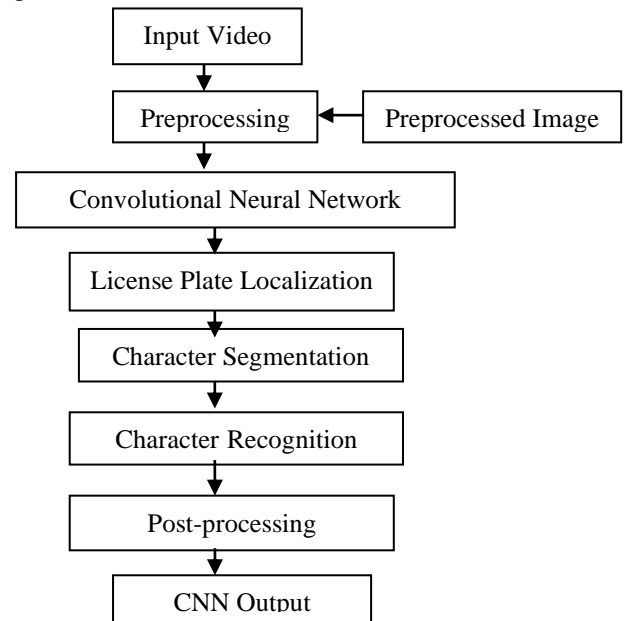 Input Video
Preprocessing
Preprocessed Image
Convolutional Neural Network
License Plate Localization
Character Segmentation
Character Recognition
Post-processing
CNN Output